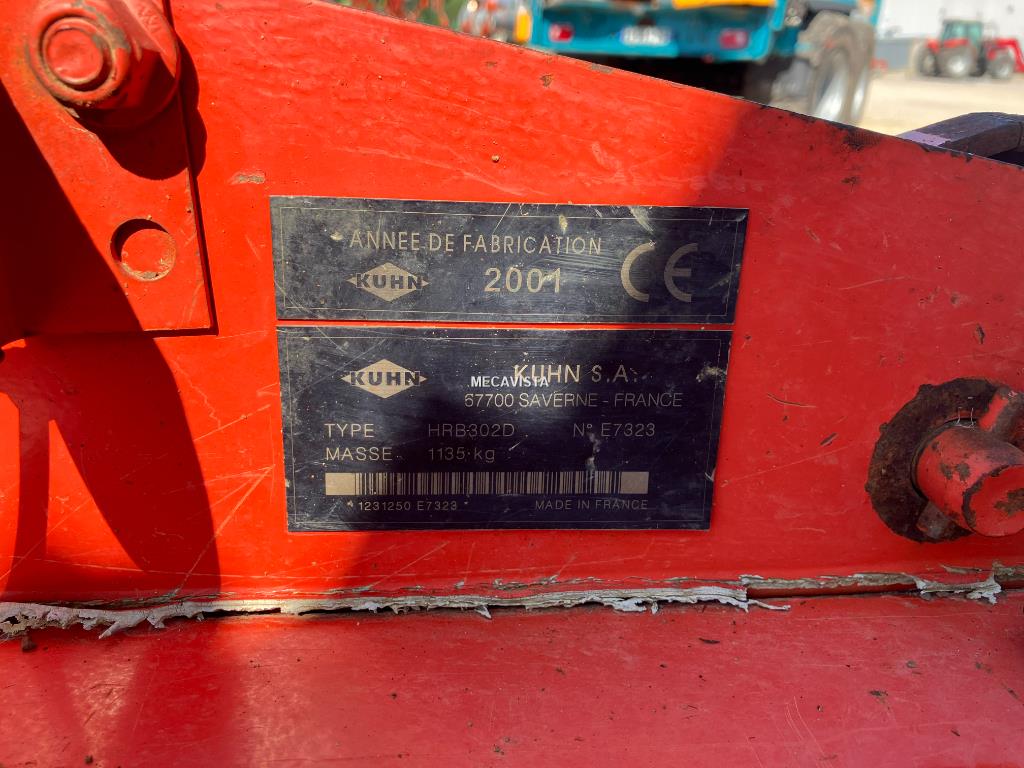 ANNEE DE FABRICATION
KUHN
2001
CE
KUHN
KUHN S.A.
MECAVISTA
67700 SAVERNE - FRANCE
TYPE HRB302D N° E7323
MASSE 1135 kg
* 1231250 E7323 * MADE IN FRANCE